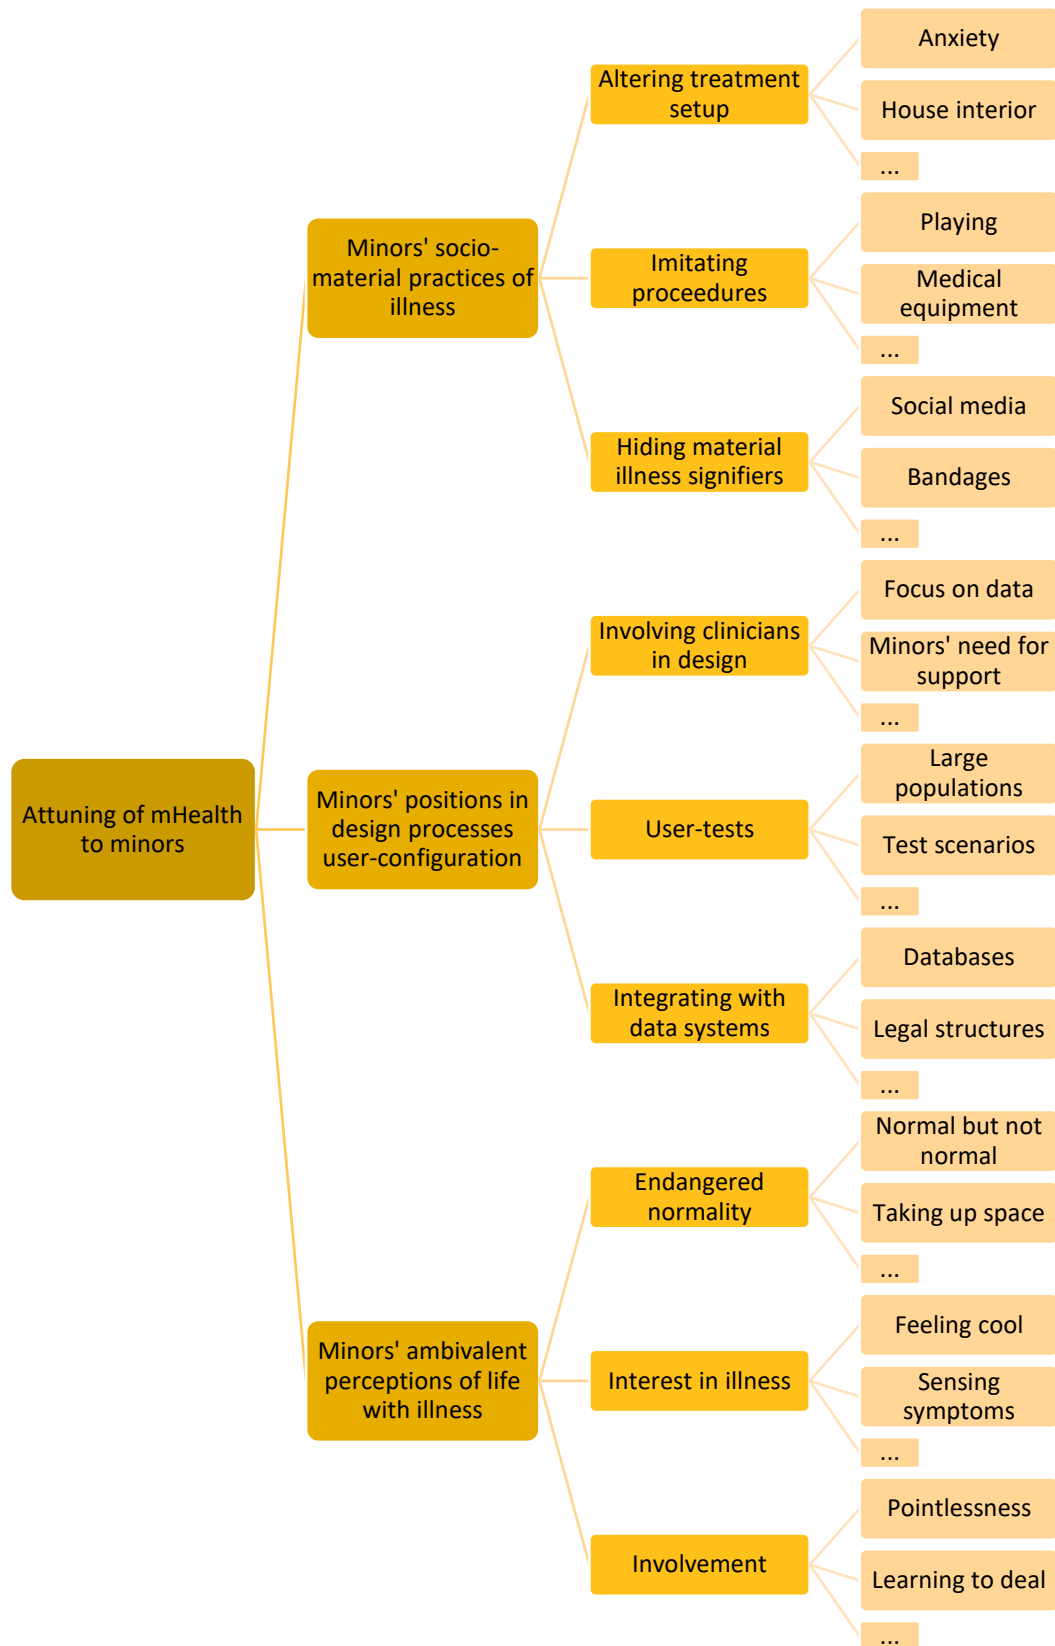 Attuning of mHealth
to minors
Minors' socio-
material practices of
illness
Altering treatment
setup
Anxiety
House interior
...
Imitating
proceedures
Playing
Medical
equipment
...
Hiding material
illness signifiers
Social media
Bandages
...
Minors' positions in
design processes
user-configuration
Involving clinicians
in design
Focus on data
Minors' need for
support
...
User-tests
Large
populations
Test scenarios
...
Integrating with
data systems
Databases
Legal structures
...
Minors' ambivalent
perceptions of life
with illness
Endangered
normality
Normal but not
normal
Taking up space
...
Interest in illness
Feeling cool
Sensing
symptoms
...
Involvement
Pointlessness
Learning to deal
...